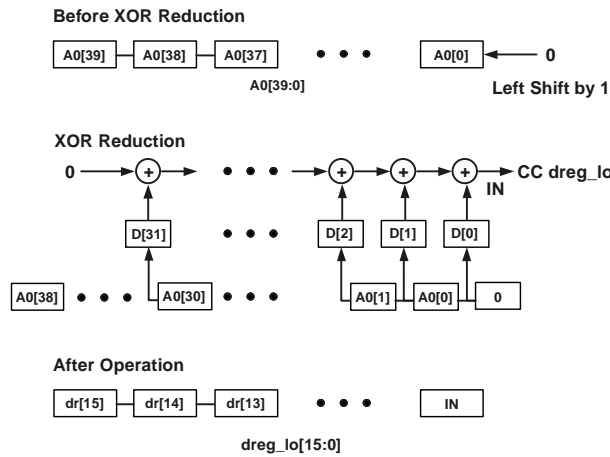 Before XOR Reduction
A0[39] A0[38] A0[37] A0[0] 0
A0[39:0] Left Shift by 1
XOR Reduction
0 + + + + CC dreg_lo
IN
D[31] D[2] D[1] D[0]
A0[38] A0[30] A0[1] A0[0] 0
After Operation
dr[15] dr[14] dr[13] IN
dreg_lo[15:0]